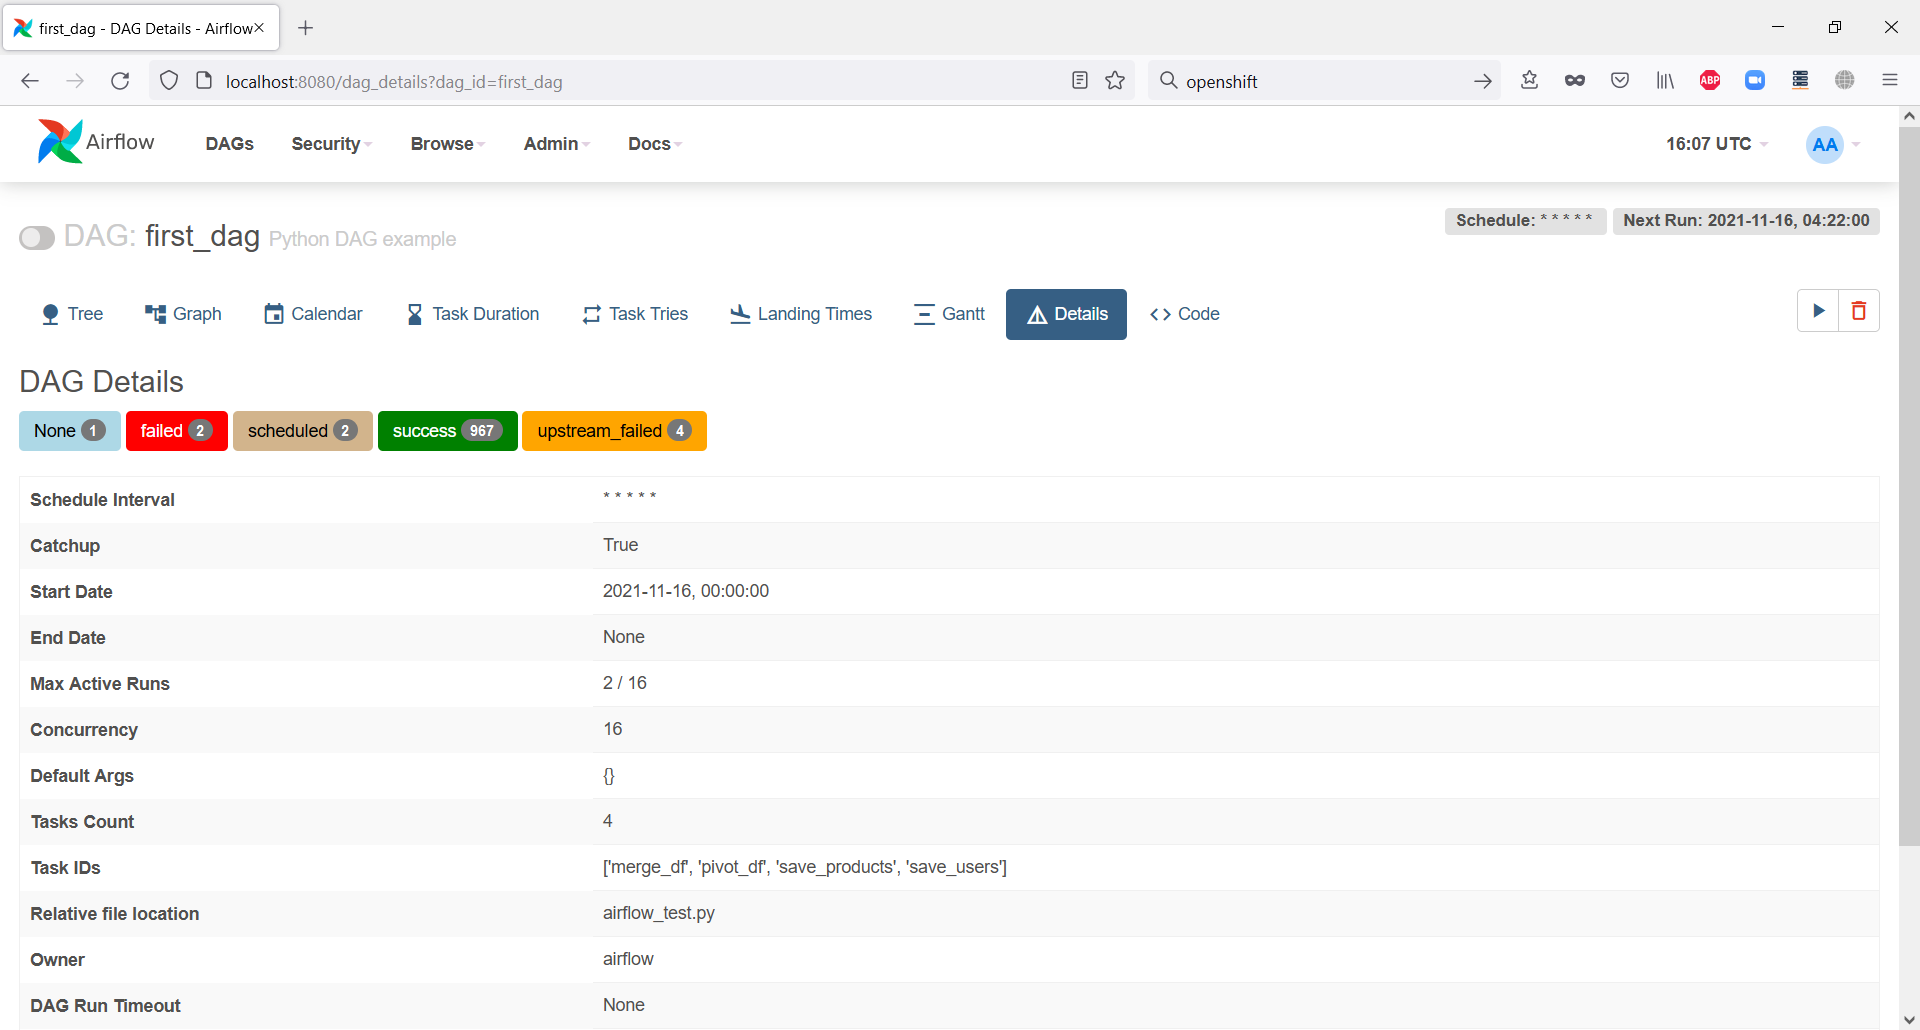 first_dag - DAG Details - Airflow
localhost:8080/dag_details?dag_id=first_dag
openshift
ABP
Airflow
DAGs
Security
Browse
Admin
Docs
16:07 UTC
AA
DAG: first_dag Python DAG example
Schedule: * * * * *
Next Run: 2021-11-16, 04:22:00
Tree
Graph
Calendar
Task Duration
Task Tries
Landing Times
Gantt
Details
Code
DAG Details
None 1
failed 2
scheduled 2
success 967
upstream_failed 4
Schedule Interval * * * * *
Catchup True
Start Date 2021-11-16, 00:00:00
End Date None
Max Active Runs 2 / 16
Concurrency 16
Default Args {}
Tasks Count 4
Task IDs ['merge_df', 'pivot_df', 'save_products', 'save_users']
Relative file location airflow_test.py
Owner airflow
DAG Run Timeout None